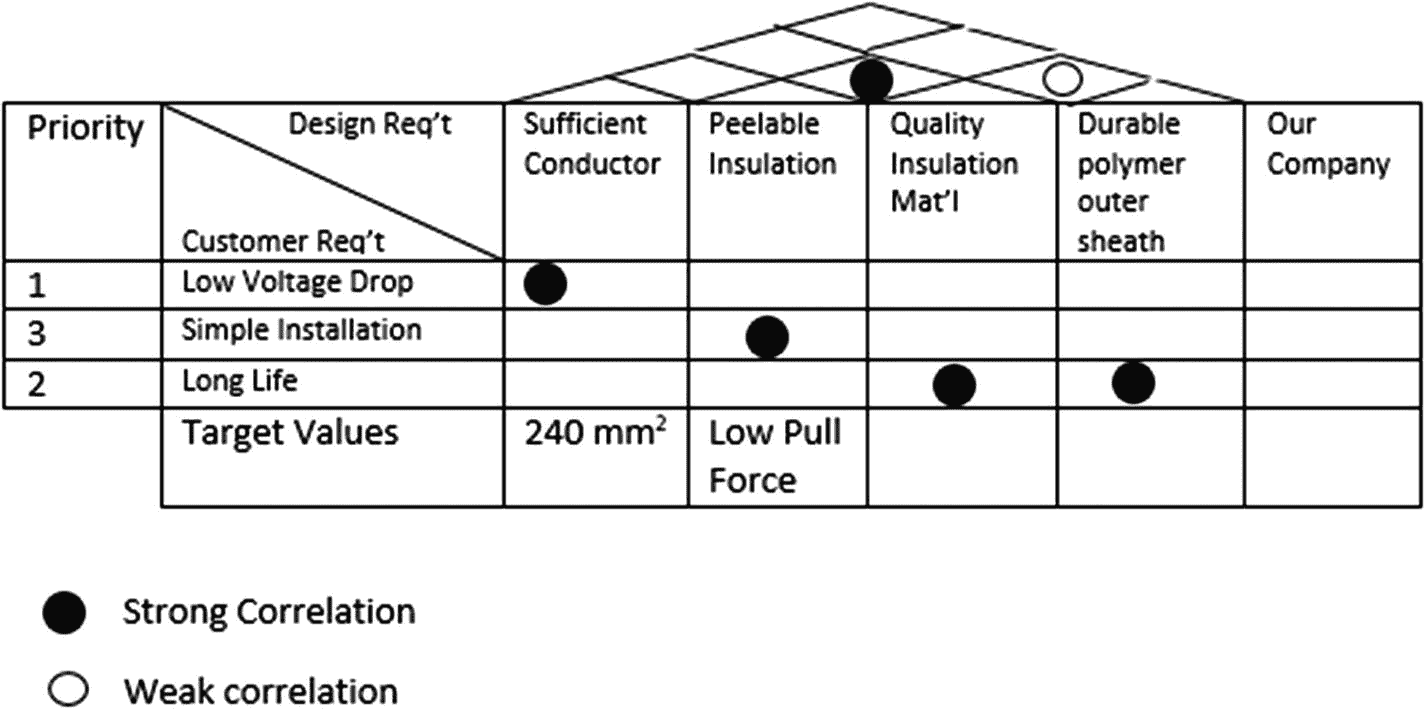 Priority
Design Req't
Customer Req't
Sufficient
Conductor
Peelable
Insulation
Quality
Insulation
Mat'l
Durable
polymer
outer
sheath
Our
Company
1
Low Voltage Drop
3
Simple Installation
2
Long Life
Target Values
240 mm²
Low Pull
Force
Strong Correlation
Weak correlation